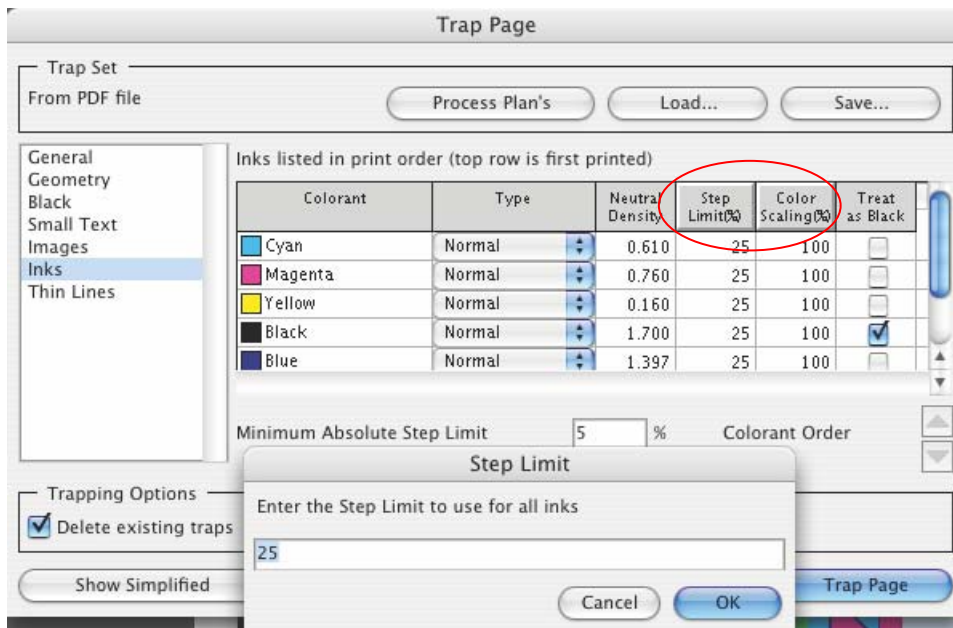 Trap Page
Trap Set
From PDF file
Process Plan's
Load...
Save...
General
Geometry
Black
Small Text
Images
Inks
Thin Lines
Inks listed in print order (top row is first printed)
Colorant Type Neutral Density Step Limit(%) Color Scaling(%) Treat as Black
Cyan Normal 0.610 25 100
Magenta Normal 0.760 25 100
Yellow Normal 0.160 25 100
Black Normal 1.700 25 100
Blue Normal 1.397 25 100
Minimum Absolute Step Limit 5 % Colorant Order
Step Limit
Enter the Step Limit to use for all inks
25
Cancel OK
Trapping Options
Delete existing traps
Show Simplified
Trap Page